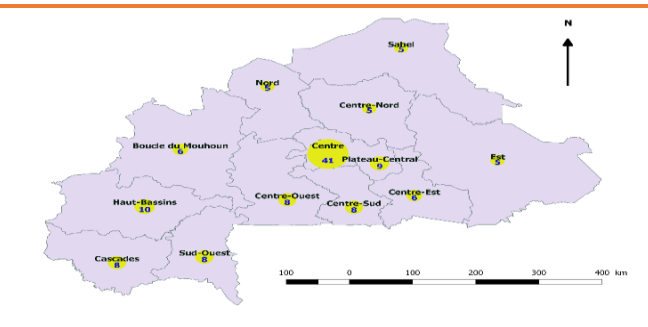 N
Sahel
5
Nord
5
Centre-Nord
5
Boucle du Mouhoun
6
Centre
41
Plateau-Central
9
Est
5
Haut-Bassins
10
Centre-Ouest
8
Centre-Sud
8
Centre-Est
6
Cascades
8
Sud-Ouest
8
100 0 100 200 300 400 km